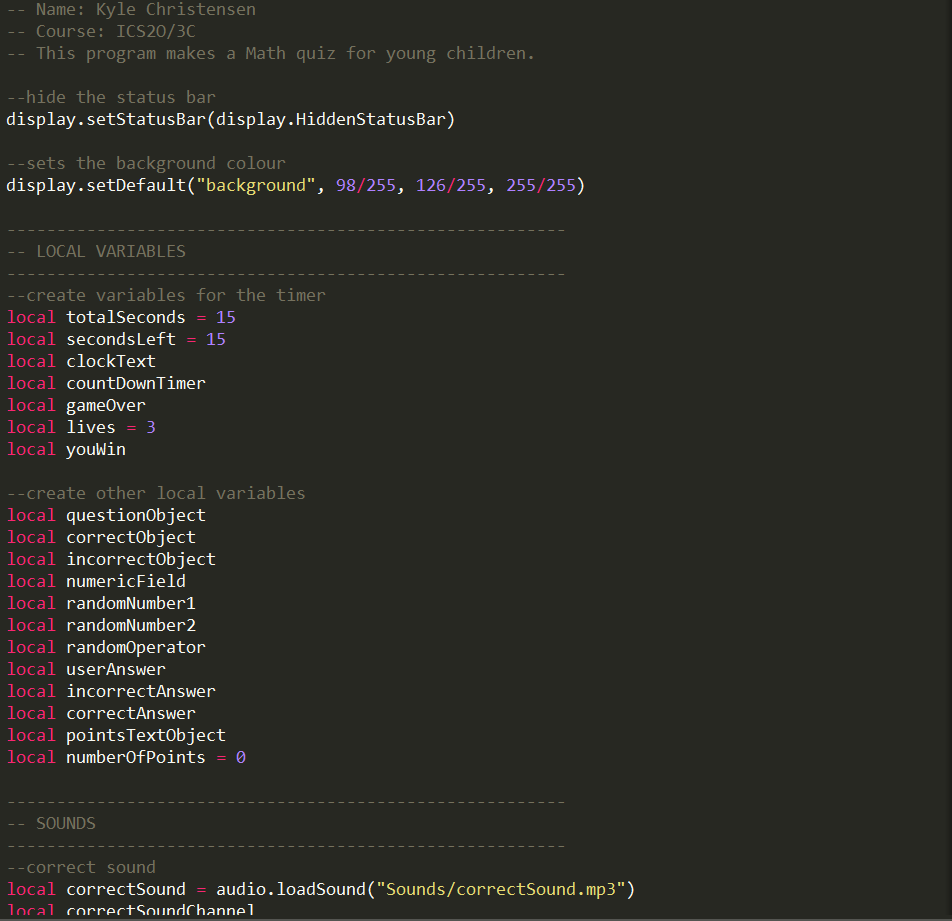 -- Name: Kyle Christensen
-- Course: ICS2O/3C
-- This program makes a Math quiz for young children.
--hide the status bar
display.setStatusBar(display.HiddenStatusBar)
--sets the background colour
display.setDefault("background", 98/255, 126/255, 255/255)
--------------------------------------------------------
-- LOCAL VARIABLES
--------------------------------------------------------
--create variables for the timer
local totalSeconds = 15
local secondsLeft = 15
local clockText
local countDownTimer
local gameOver
local lives = 3
local youWin
--create other local variables
local questionObject
local correctObject
local incorrectObject
local numericField
local randomNumber1
local randomNumber2
local randomOperator
local userAnswer
local incorrectAnswer
local correctAnswer
local pointsTextObject
local numberOfPoints = 0
--------------------------------------------------------
-- SOUNDS
--------------------------------------------------------
--correct sound
local correctSound = audio.loadSound("Sounds/correctSound.mp3")
local correctSoundChannel